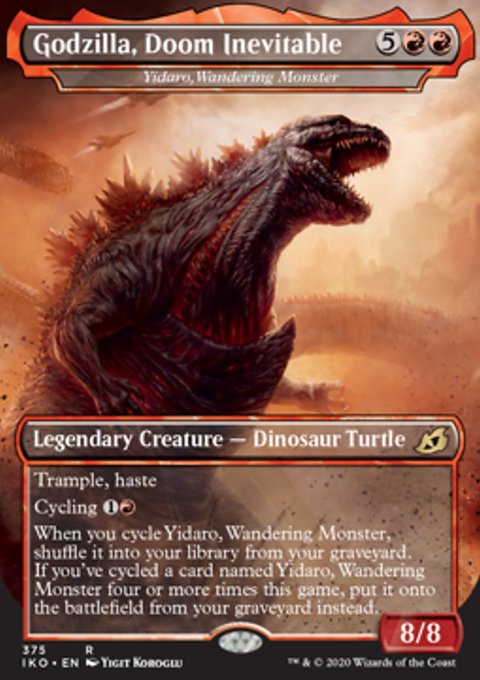 Godzilla, Doom Inevitable 5
Yidaro, Wandering Monster
Legendary Creature — Dinosaur Turtle
Trample, haste
Cycling 1
When you cycle Yidaro, Wandering Monster,
shuffle it into your library from your graveyard.
If you've cycled a card named Yidaro, Wandering
Monster four or more times this game, put it onto
the battlefield from your graveyard instead.
8/8
375 R
IKO • EN Yigit Koroglu
™ & © 2020 Wizards of the Coast